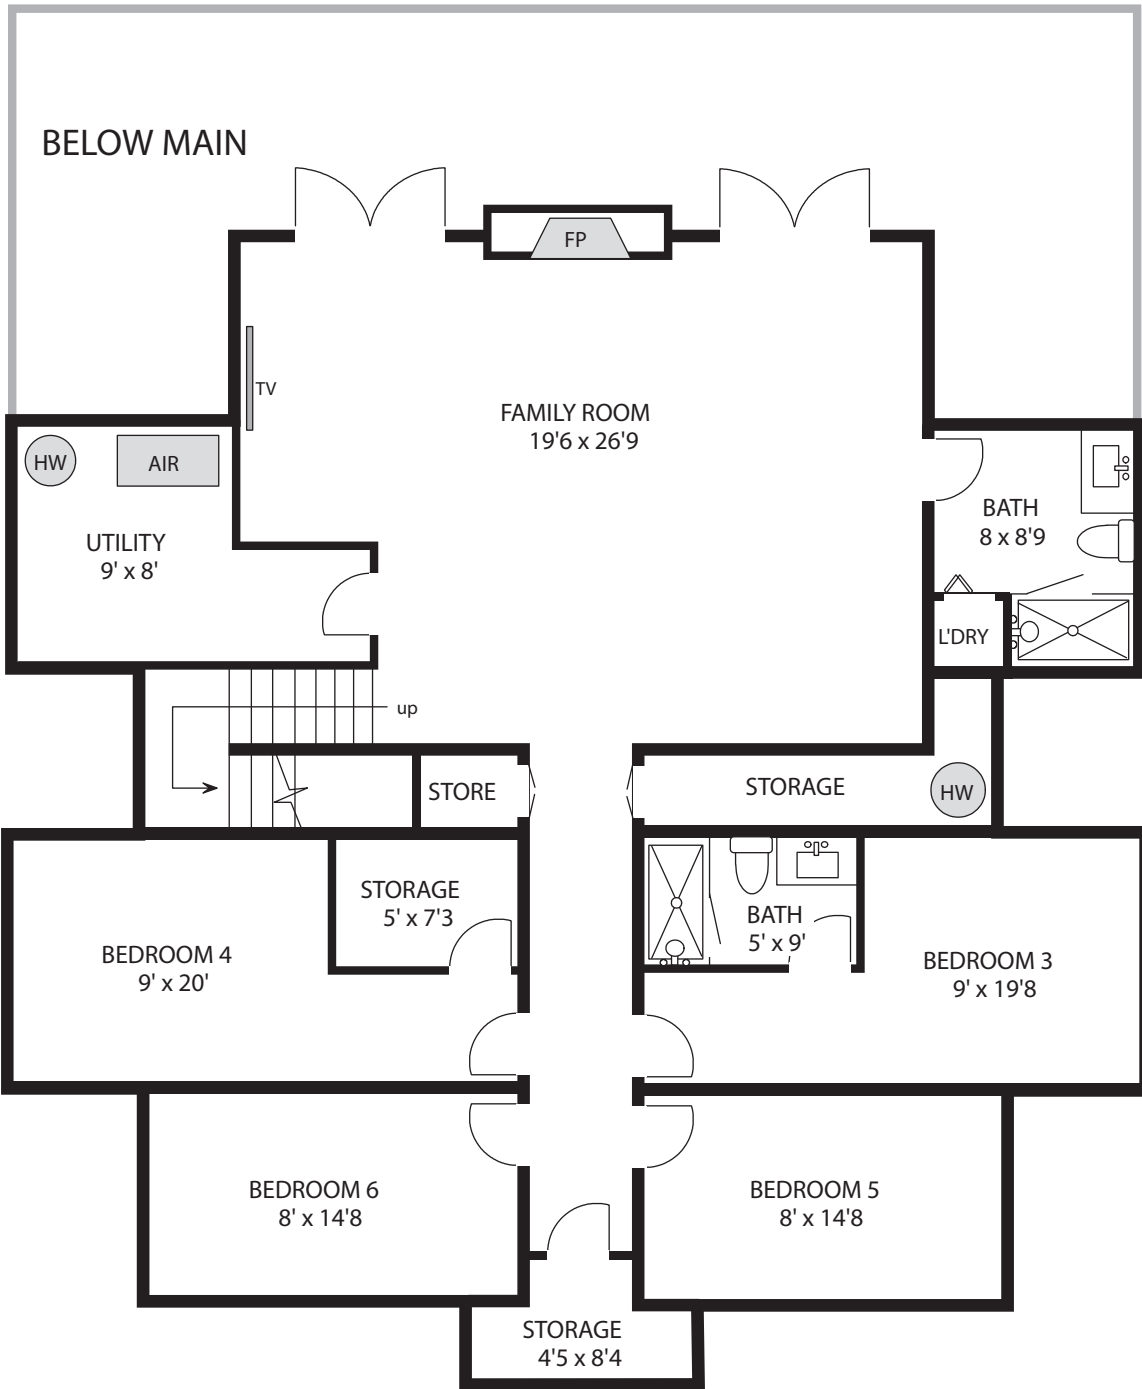 BELOW MAIN
FP
TV
FAMILY ROOM
19'6 x 26'9
HW
AIR
UTILITY
9' x 8'
BATH
8 x 8'9
L'DRY
up
STORE
STORAGE
HW
STORAGE
5' x 7'3
BATH
5' x 9'
BEDROOM 4
9' x 20'
BEDROOM 3
9' x 19'8
BEDROOM 6
8' x 14'8
BEDROOM 5
8' x 14'8
STORAGE
4'5 x 8'4